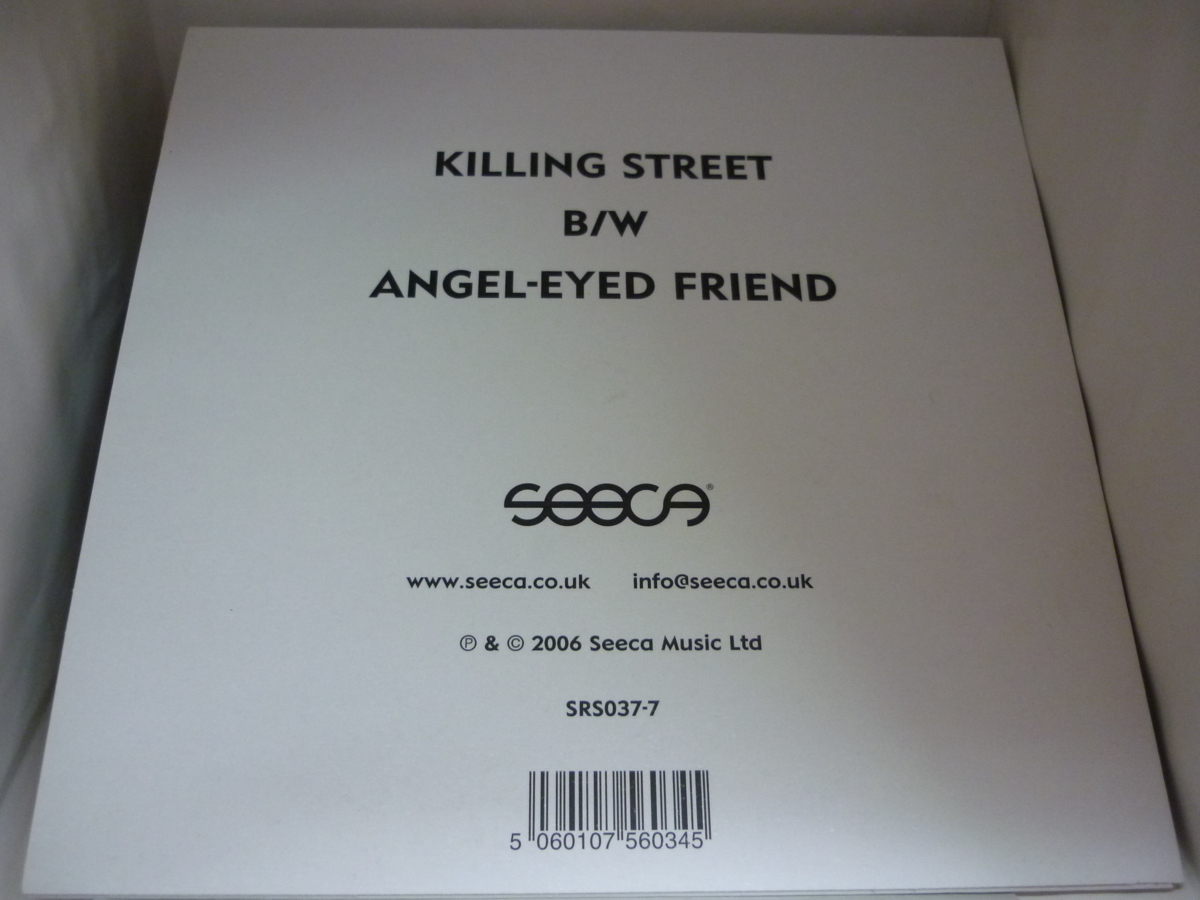 KILLING STREET
B/W
ANGEL-EYED FRIEND
seeca®
www.seeca.co.uk info@seeca.co.uk
℗ & © 2006 Seeca Music Ltd
SRS037-7
5 060107 560345